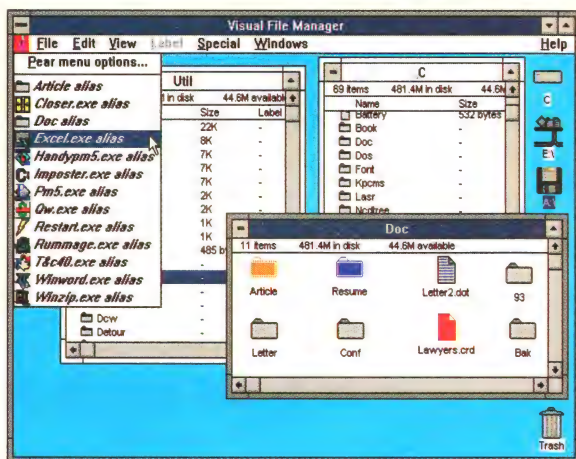 Visual File Manager
File Edit View Label Special Windows Help
Pear menu options...
Article alias
Closer.exe alias
Doc alias
Excel.exe alias
Handypm5.exe alias
Imposter.exe alias
Pm5.exe alias
Qw.exe alias
Restart.exe alias
Rummage.exe alias
T&c40.exe alias
Winword.exe alias
Winzip.exe alias
Util
in disk 44.6M availabl
Size Label
22K -
8K -
7K -
7K -
7K -
2K -
2K -
1K -
1K -
485 b
Dcw -
Detour -
C
69 items 481.4M in disk 44.6M
Name Size
Battery 532 bytes
Book -
Doc -
Dos -
Font -
Kpcms -
Lasr -
Ncdtree -
Doc
11 items 481.4M in disk 44.6M available
Article Resume Letter2.dot 93
Letter Conf Lawyers.crd Bak
C
E\
A\
Trash